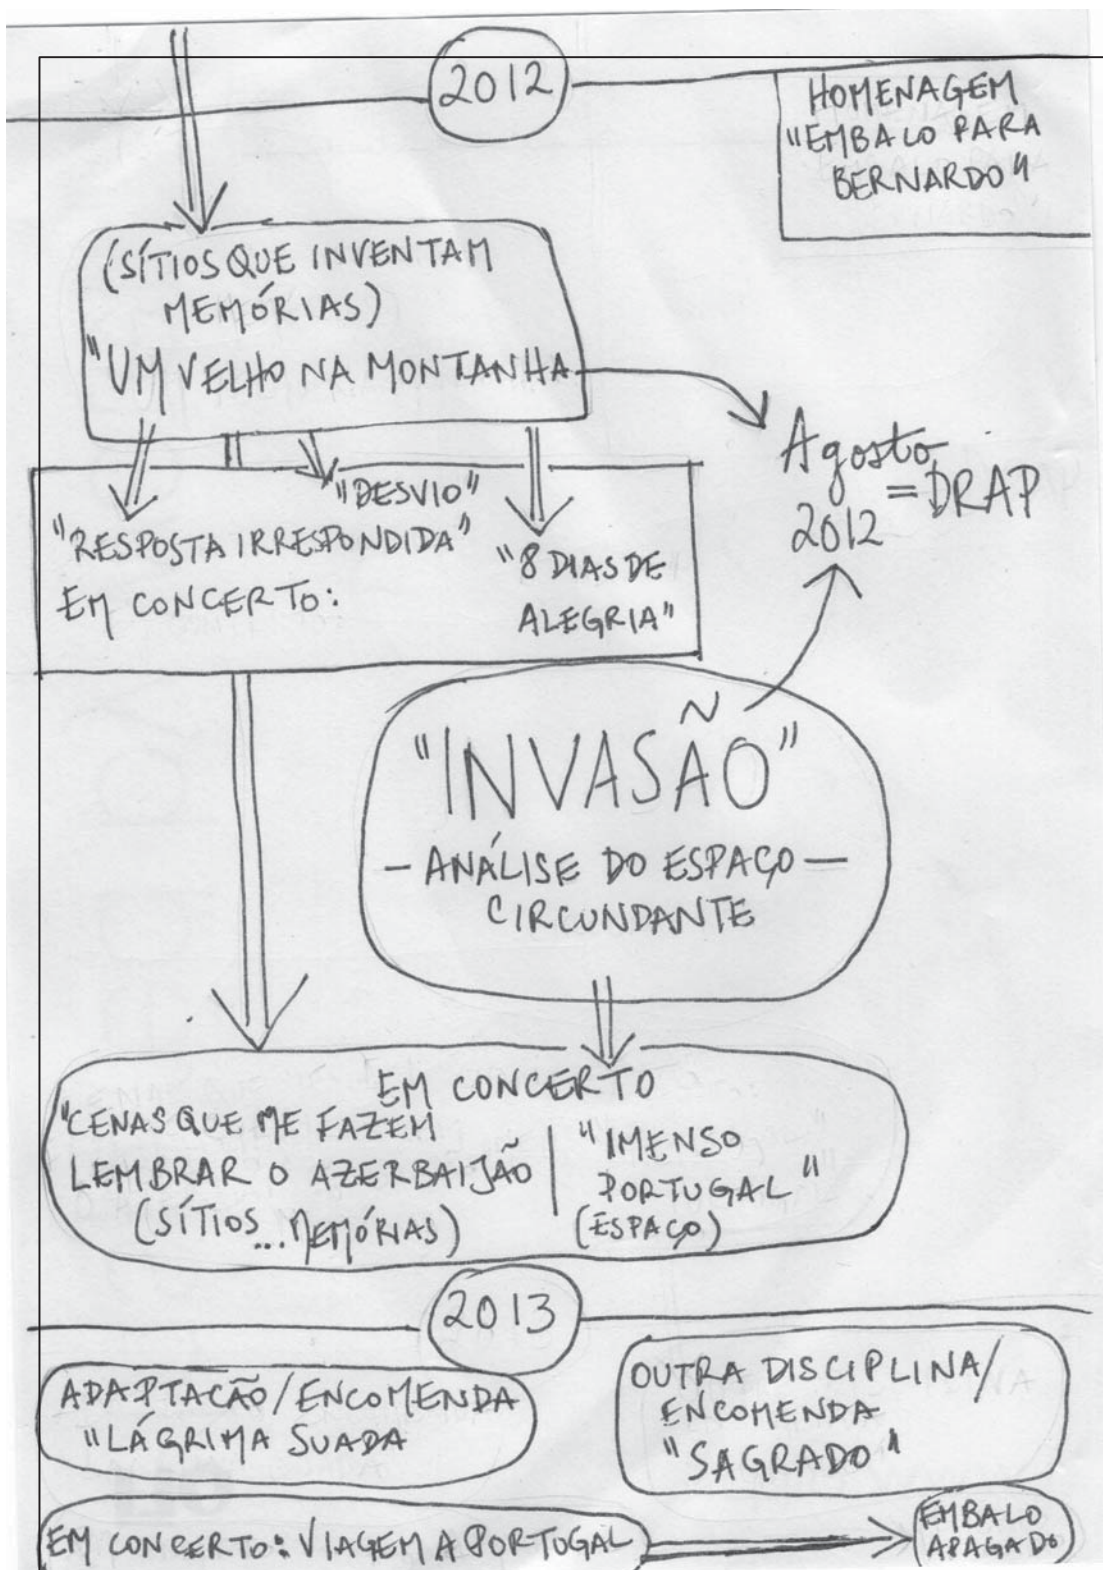 2012
HOMENAGEM
"EMBALO PARA
BERNARDO"
(SÍTIOS QUE INVENTAM
MEMÓRIAS)
"UM VELHO NA MONTANHA
Agosto
2012 = DRAP
"DESVIO"
"RESPOSTA IRRESPONDIDA"
EM CONCERTO:
"8 DIAS DE
ALEGRIA"
"INVASÃO"
- ANÁLISE DO ESPAÇO -
CIRCUNDANTE
EM CONCERTO
"CENAS QUE ME FAZEM
LEMBRAR O AZERBAIJÃO
(SÍTIOS...MEMÓRIAS)
"IMENSO
PORTUGAL"
(ESPAÇO)
2013
ADAPTAÇÃO/ENCOMENDA
"LÁGRIMA SUADA
OUTRA DISCIPLINA/
ENCOMENDA
"SAGRADO"
EM CONCERTO: VIAGEM A PORTUGAL
EMBALO
APAGADO